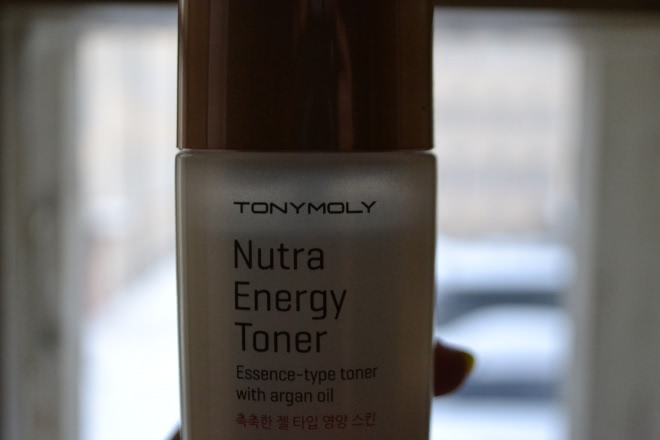 TONYMOLY
Nutra
Energy
Toner
Essence-type toner
with argan oil
촉촉한 젤 타입 영양 스킨